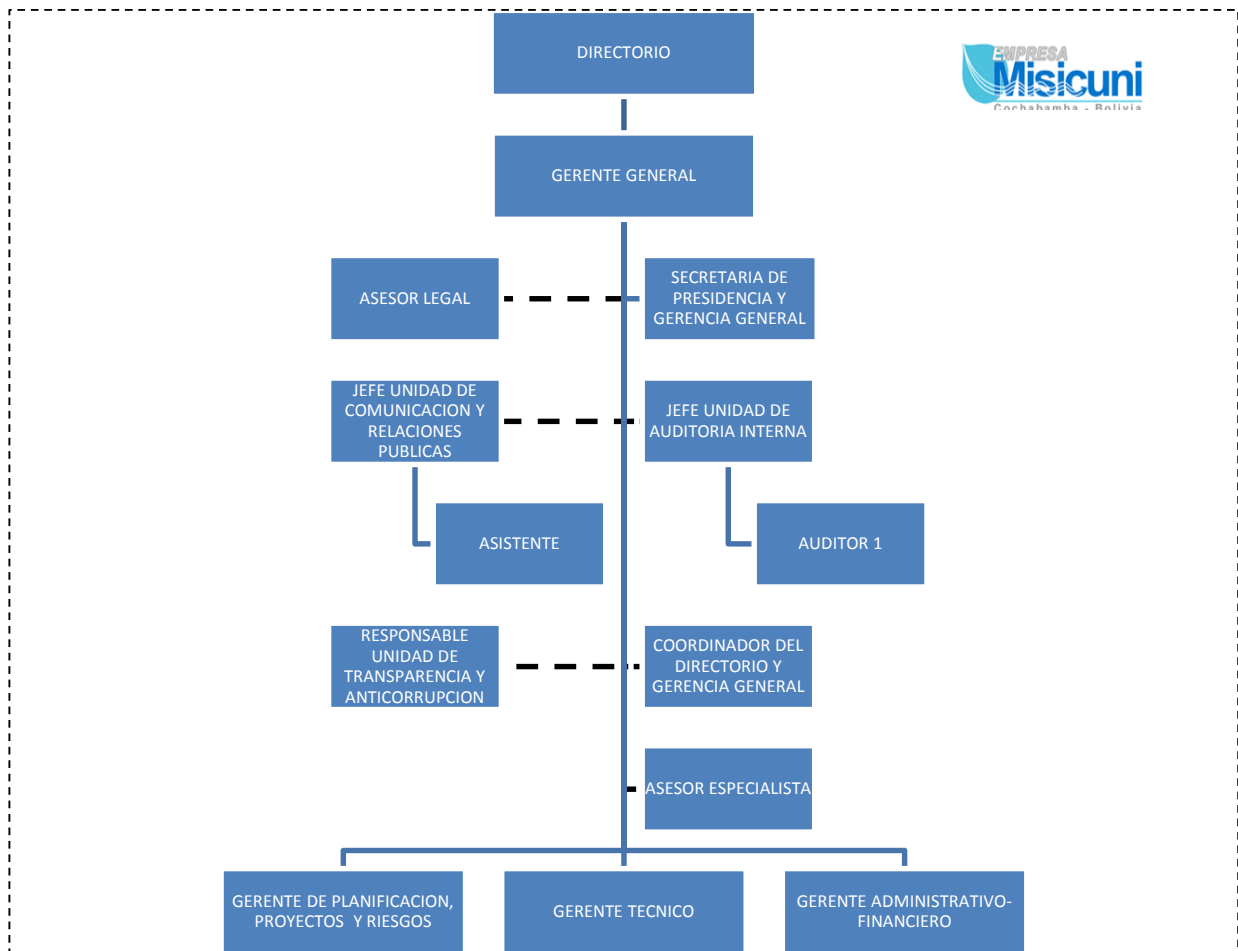 DIRECTORIO
EMPRESA
Misicuni
Cochabamba - Bolivia
GERENTE GENERAL
ASESOR LEGAL
SECRETARIA DE
PRESIDENCIA Y
GERENCIA GENERAL
JEFE UNIDAD DE
COMUNICACION Y
RELACIONES
PUBLICAS
JEFE UNIDAD DE
AUDITORIA INTERNA
ASISTENTE
AUDITOR 1
RESPONSABLE
UNIDAD DE
TRANSPARENCIA Y
ANTICORRUPCION
COORDINADOR DEL
DIRECTORIO Y
GERENCIA GENERAL
ASESOR ESPECIALISTA
GERENTE DE PLANIFICACION,
PROYECTOS Y RIESGOS
GERENTE TECNICO
GERENTE ADMINISTRATIVO-
FINANCIERO